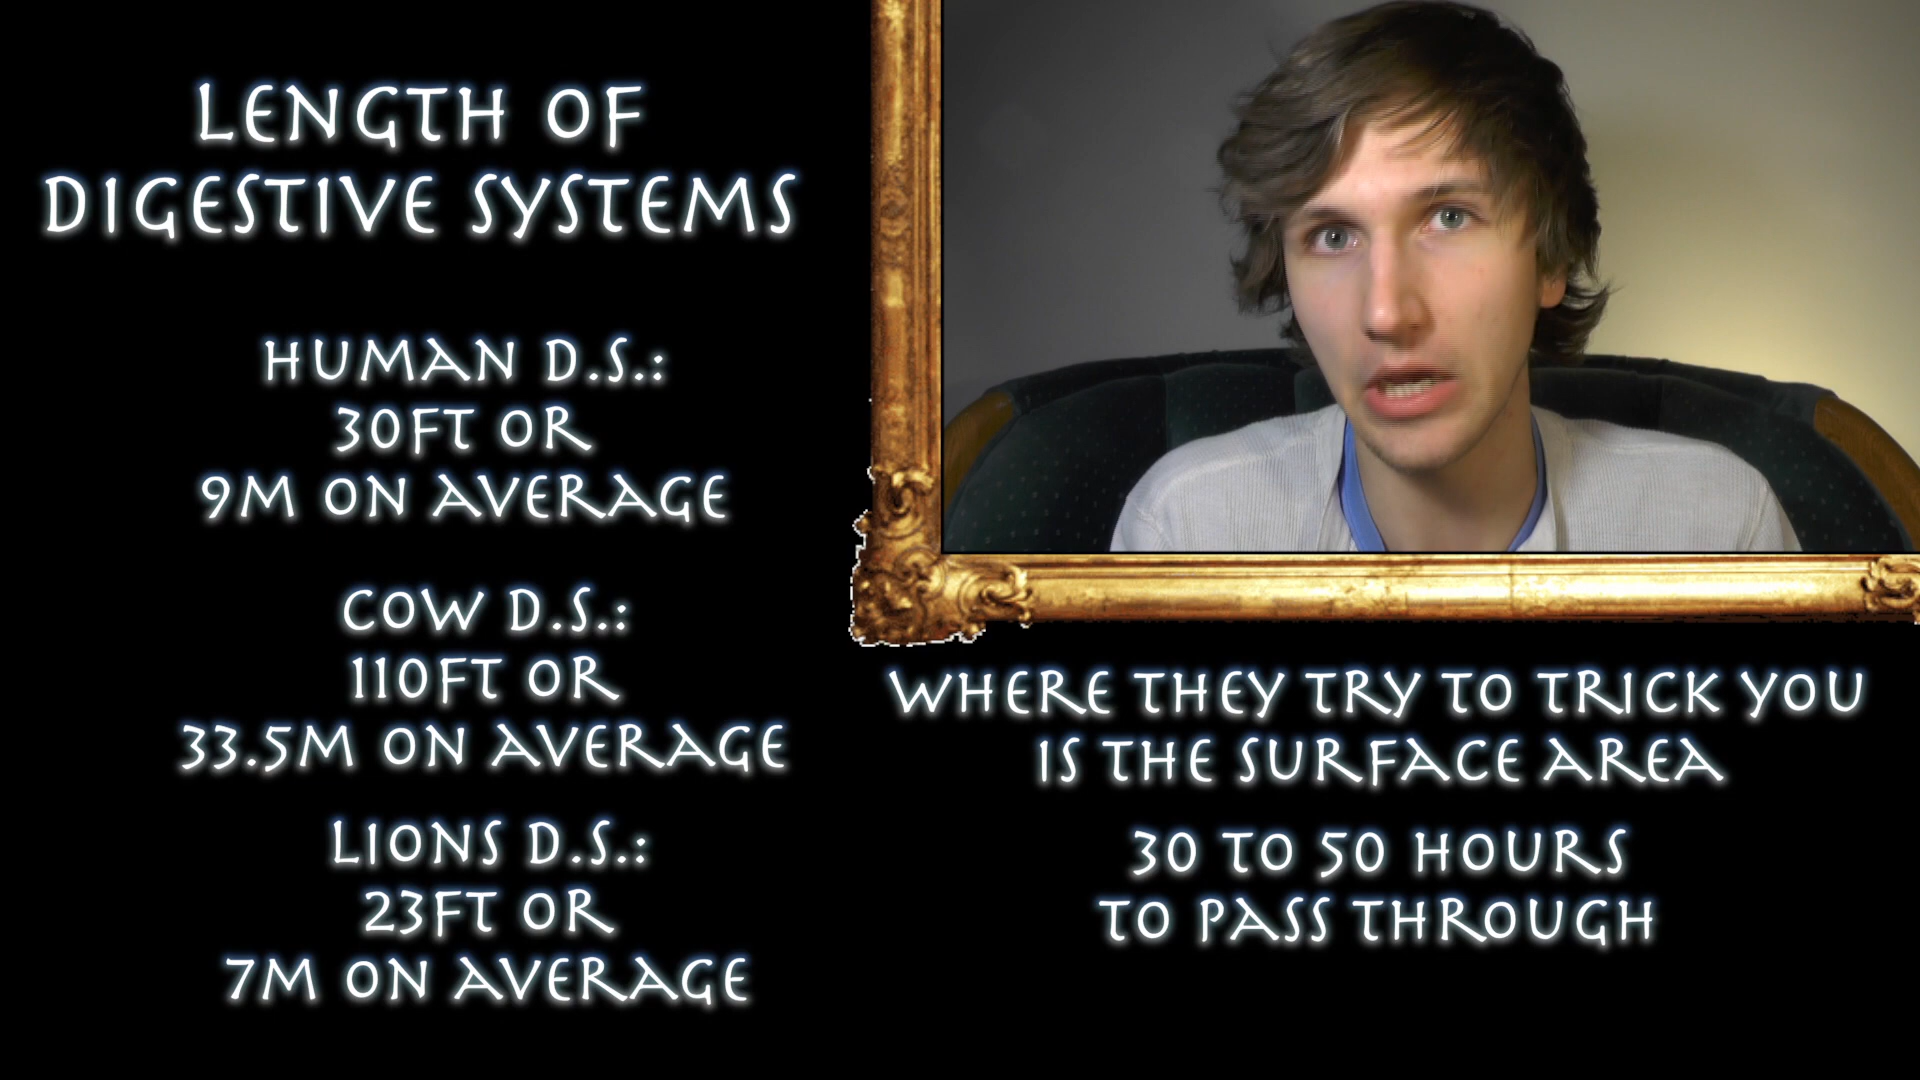 LENGTH OF
DIGESTIVE SYSTEMS
HUMAN D.S.:
30FT OR
9M ON AVERAGE
COW D.S.:
110FT OR
33.5M ON AVERAGE
LIONS D.S.:
23FT OR
7M ON AVERAGE
WHERE THEY TRY TO TRICK YOU
IS THE SURFACE AREA
30 TO 50 HOURS
TO PASS THROUGH